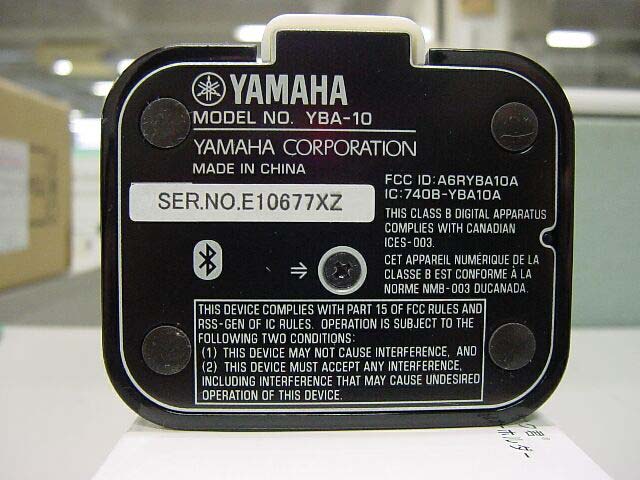 YAMAHA
MODEL NO. YBA-10
YAMAHA CORPORATION
MADE IN CHINA
SER.NO.E10677XZ
FCC ID:A6RYBA10A
IC:740B-YBA10A
THIS CLASS B DIGITAL APPARATUS
COMPLIES WITH CANADIAN
ICES-003.
CET APPAREIL NUMÉRIQUE DE LA
CLASSE B EST CONFORME À LA
NORME NMB-003 DUCANADA.
THIS DEVICE COMPLIES WITH PART 15 OF FCC RULES AND
RSS-GEN OF IC RULES. OPERATION IS SUBJECT TO THE
FOLLOWING TWO CONDITIONS:
(1) THIS DEVICE MAY NOT CAUSE INTERFERENCE, AND
(2) THIS DEVICE MUST ACCEPT ANY INTERFERENCE,
INCLUDING INTERFERENCE THAT MAY CAUSE UNDESIRED
OPERATION OF THIS DEVICE.